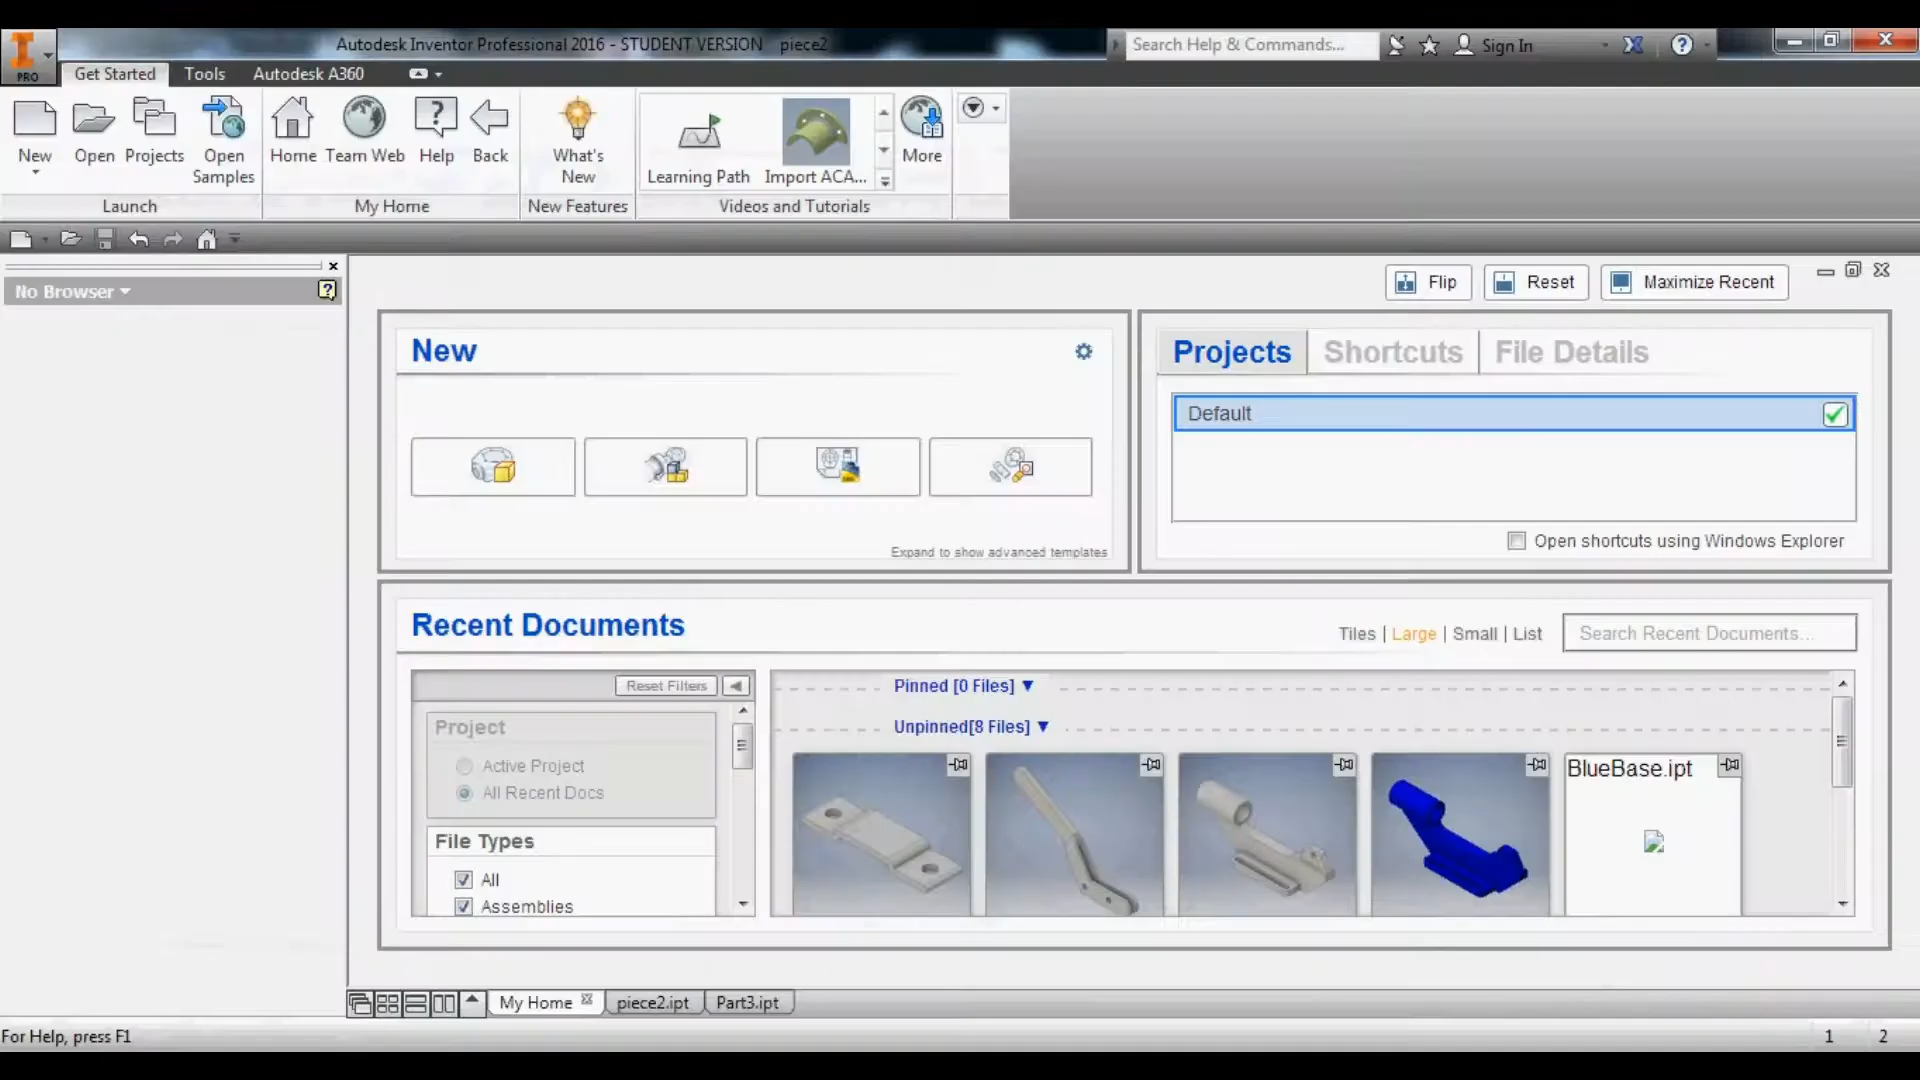 Autodesk Inventor Professional 2016 - STUDENT VERSION piece2
Search Help & Commands...
Sign In
PRO
Get Started
Tools
Autodesk A360
New
Open
Projects
Open Samples
Home
Team Web
Help
Back
What's New
Learning Path
Import ACA...
More
Launch
My Home
New Features
Videos and Tutorials
No Browser
Flip
Reset
Maximize Recent
New
Expand to show advanced templates
Projects
Shortcuts
File Details
Default
Open shortcuts using Windows Explorer
Recent Documents
Tiles | Large | Small | List
Search Recent Documents...
Reset Filters
Project
Active Project
All Recent Docs
File Types
All
Assemblies
Pinned [0 Files]
Unpinned[8 Files]
BlueBase.ipt
My Home
piece2.ipt
Part3.ipt
For Help, press F1
1
2